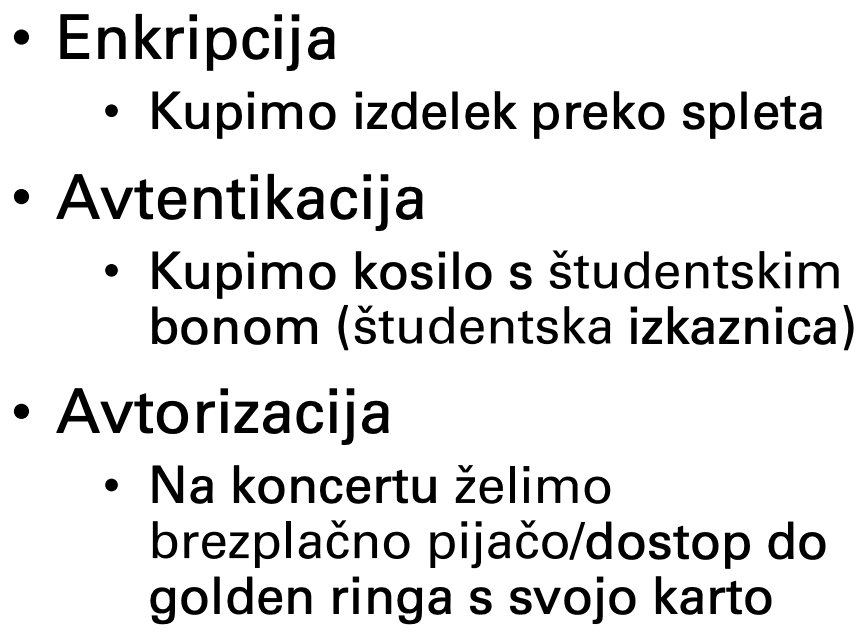 • Enkripcija
• Kupimo izdelek preko spleta
• Avtentikacija
• Kupimo kosilo s študentskim
bonom (študentska izkaznica)
• Avtorizacija
• Na koncertu želimo
brezplačno pijačo/dostop do
golden ringa s svojo karto